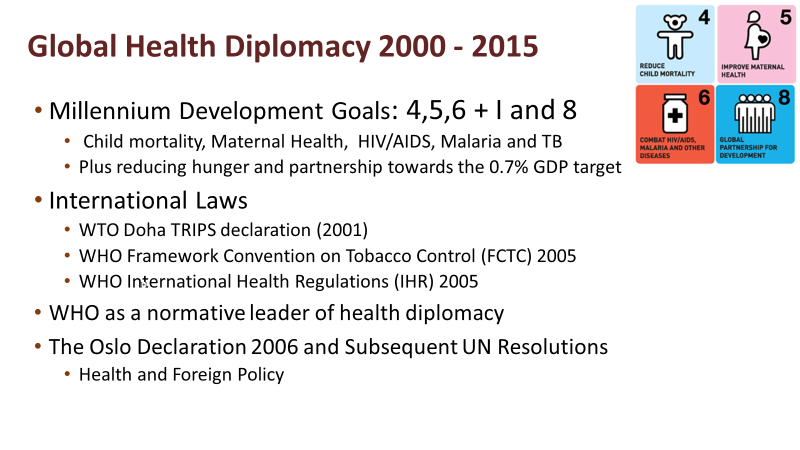 Global Health Diplomacy 2000 - 2015
• Millennium Development Goals: 4,5,6 + I and 8
• Child mortality, Maternal Health, HIV/AIDS, Malaria and TB
• Plus reducing hunger and partnership towards the 0.7% GDP target
• International Laws
• WTO Doha TRIPS declaration (2001)
• WHO Framework Convention on Tobacco Control (FCTC) 2005
• WHO International Health Regulations (IHR) 2005
• WHO as a normative leader of health diplomacy
• The Oslo Declaration 2006 and Subsequent UN Resolutions
• Health and Foreign Policy
4
REDUCE
CHILD MORTALITY
5
IMPROVE MATERNAL
HEALTH
6
COMBAT HIV/AIDS,
MALARIA AND OTHER
DISEASES
8
GLOBAL
PARTNERSHIP FOR
DEVELOPMENT